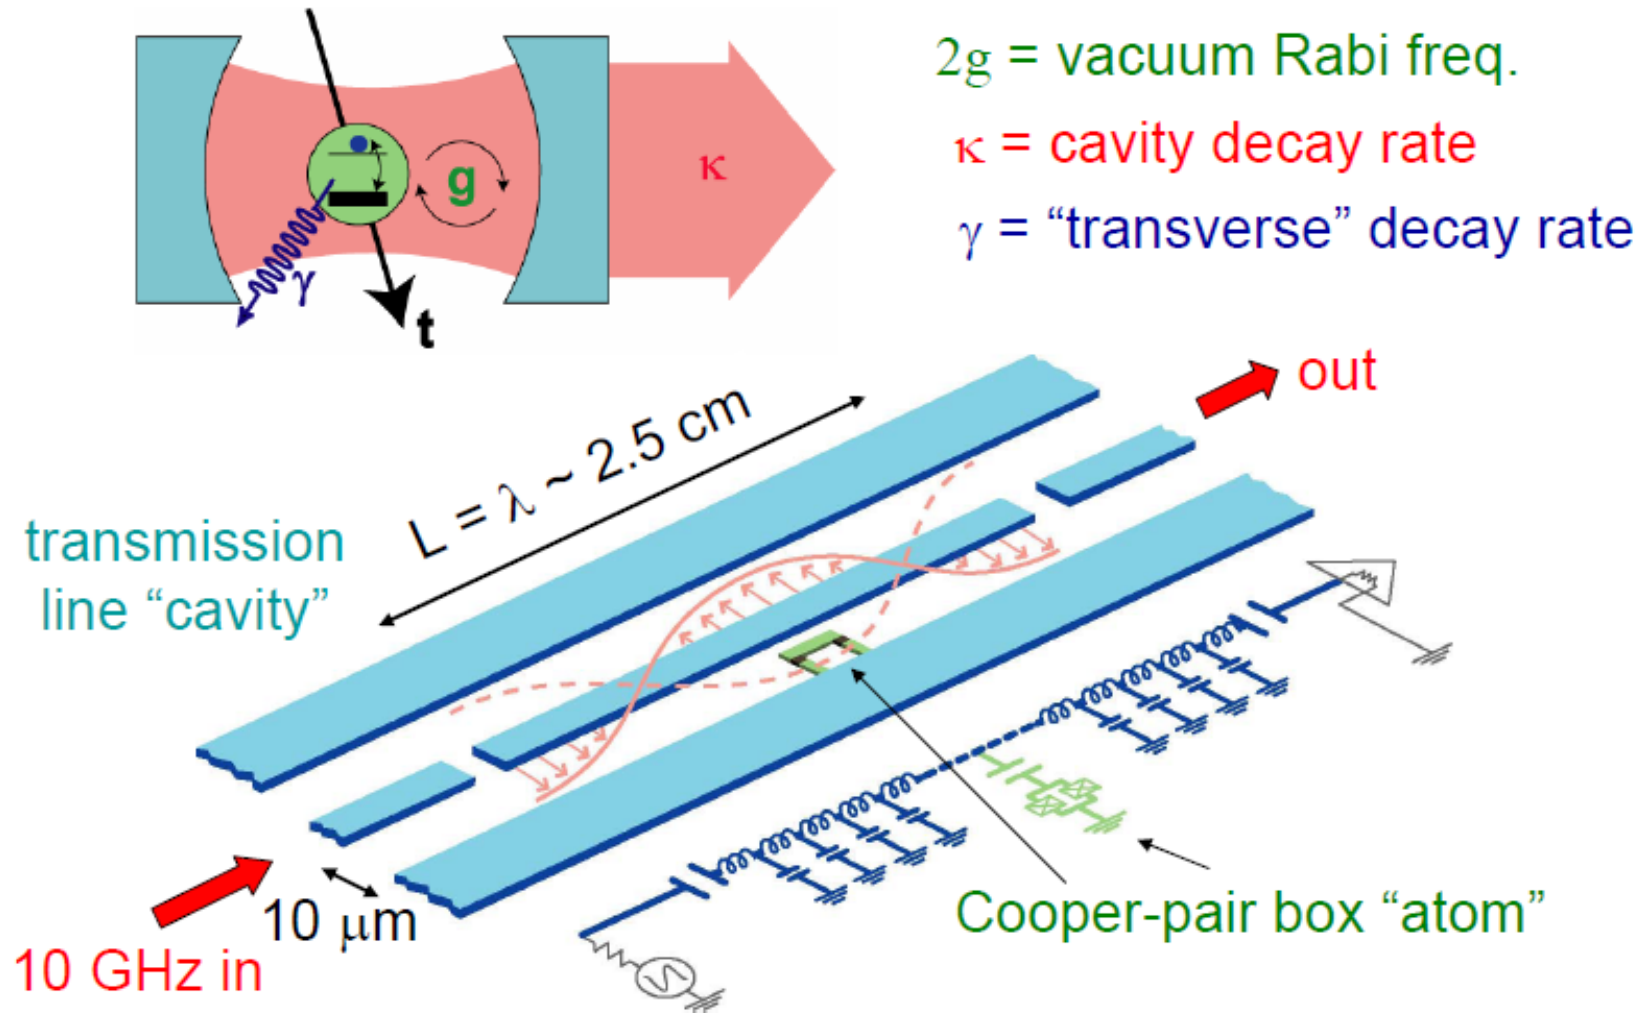 2g = vacuum Rabi freq.
κ = cavity decay rate
γ = “transverse” decay rate
g
κ
γ
t
out
L = λ ~ 2.5 cm
transmission
line “cavity”
10 μm
10 GHz in
Cooper-pair box “atom”